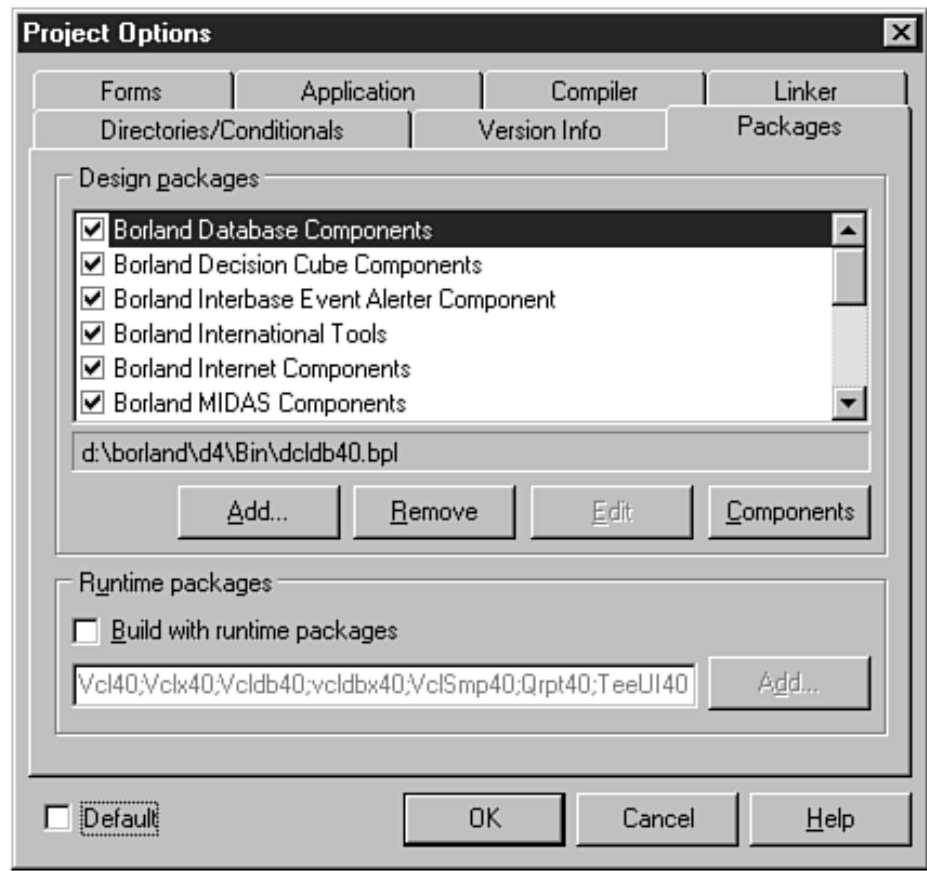 Project Options
Forms Application Compiler Linker
Directories/Conditionals Version Info Packages
Design packages
Borland Database Components
Borland Decision Cube Components
Borland Interbase Event Alerter Component
Borland International Tools
Borland Internet Components
Borland MIDAS Components
d:\borland\d4\Bin\dcldb40.bpl
Add... Remove Edit Components
Runtime packages
Build with runtime packages
Vcl40;Vclx40;Vcldb40;vcldbx40;VclSmp40;Qrpt40;TeeUI40 Add...
Default OK Cancel Help